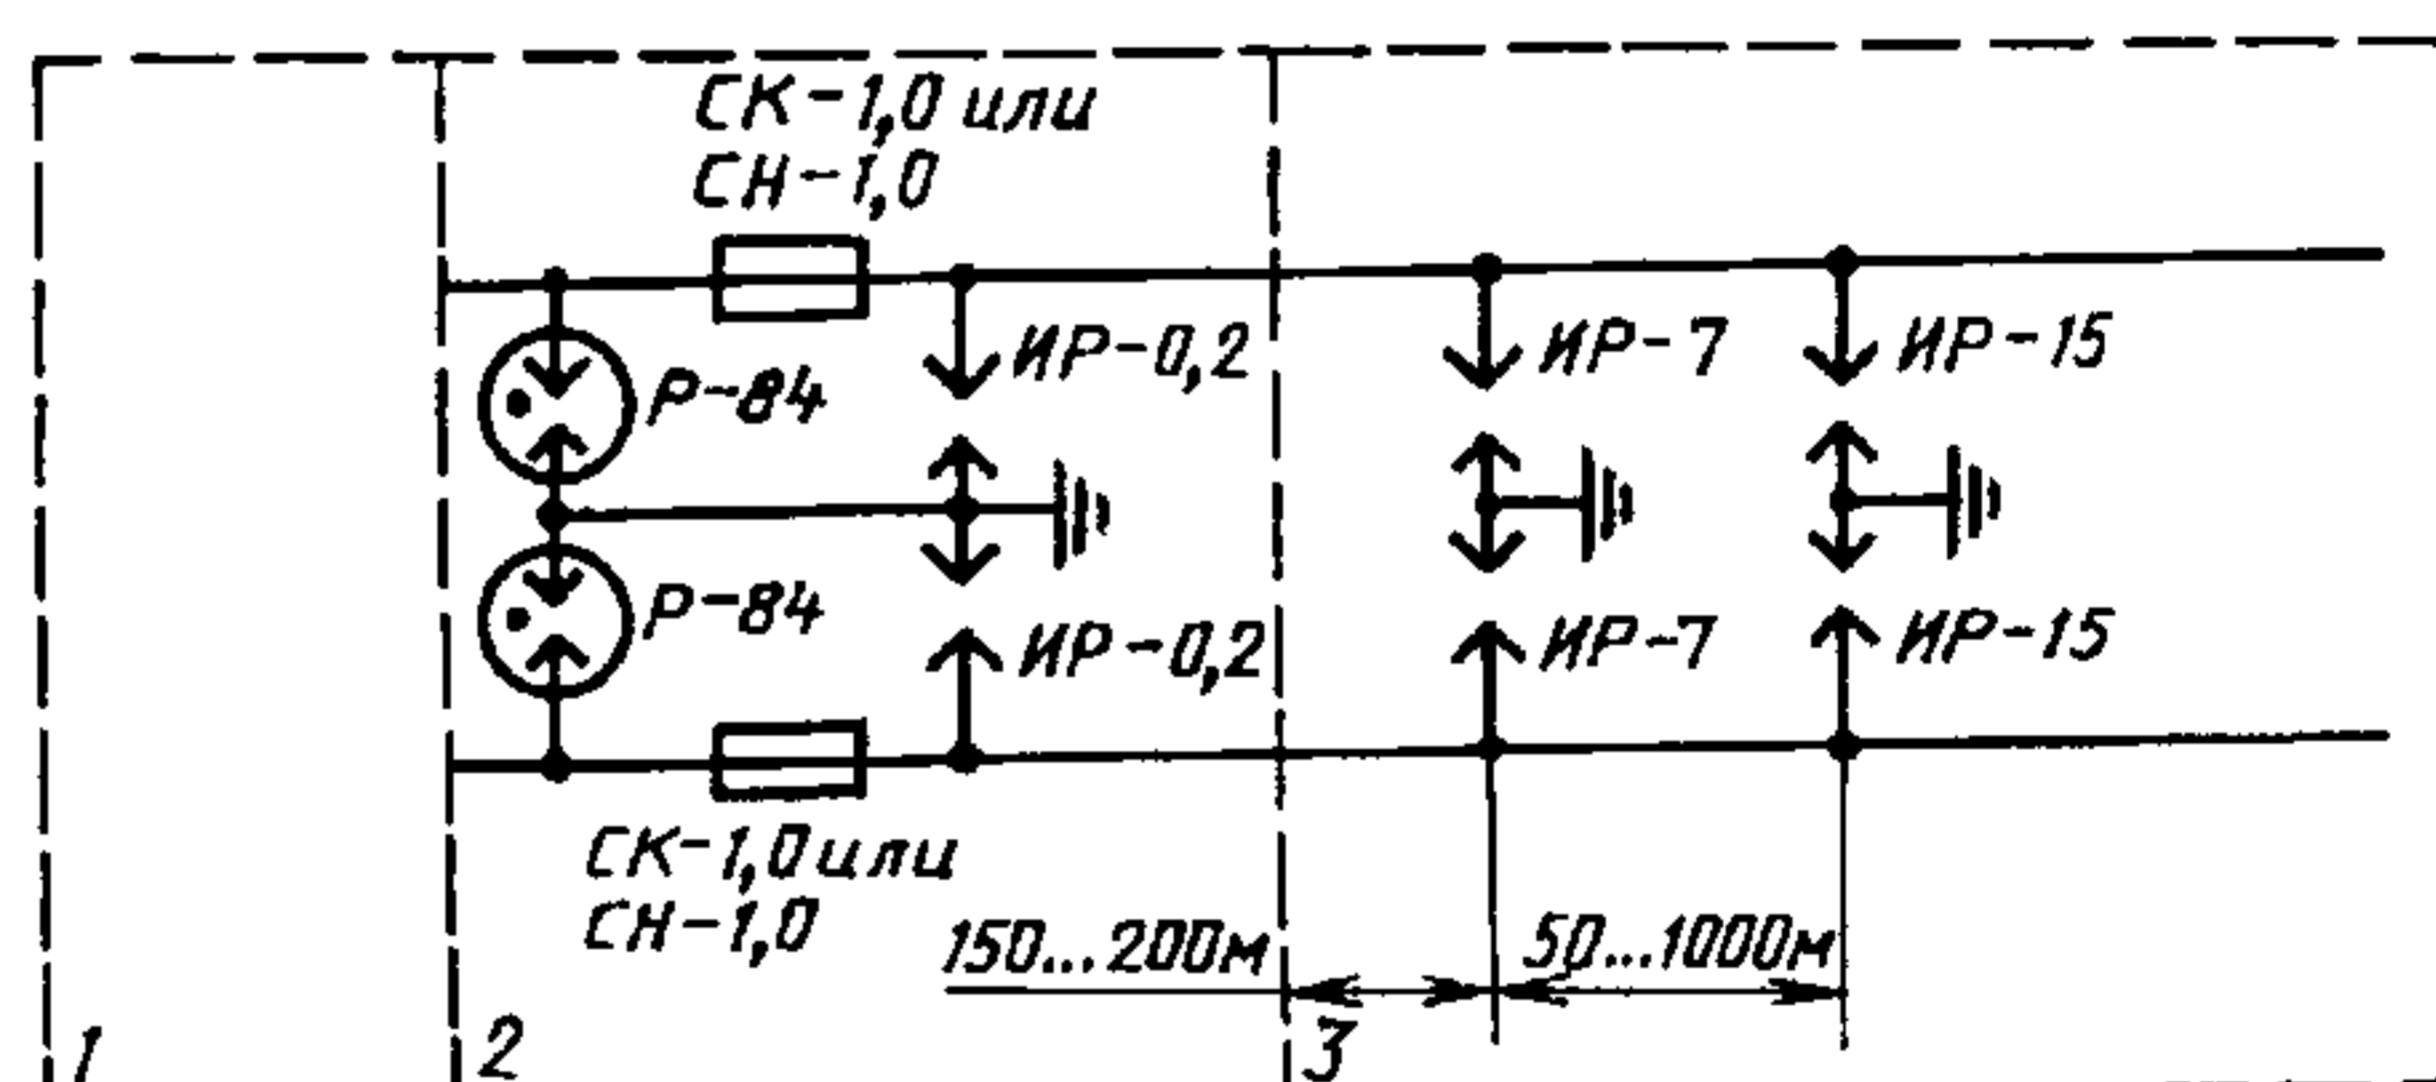 СК-1,0 или
СН-1,0
ИР-0,2
ИР-7
ИР-15
Р-84
Р-84
ИР-0,2
ИР-7
ИР-15
СК-1,0 или
СН-1,0
150...200м
50...1000м
1
2
3